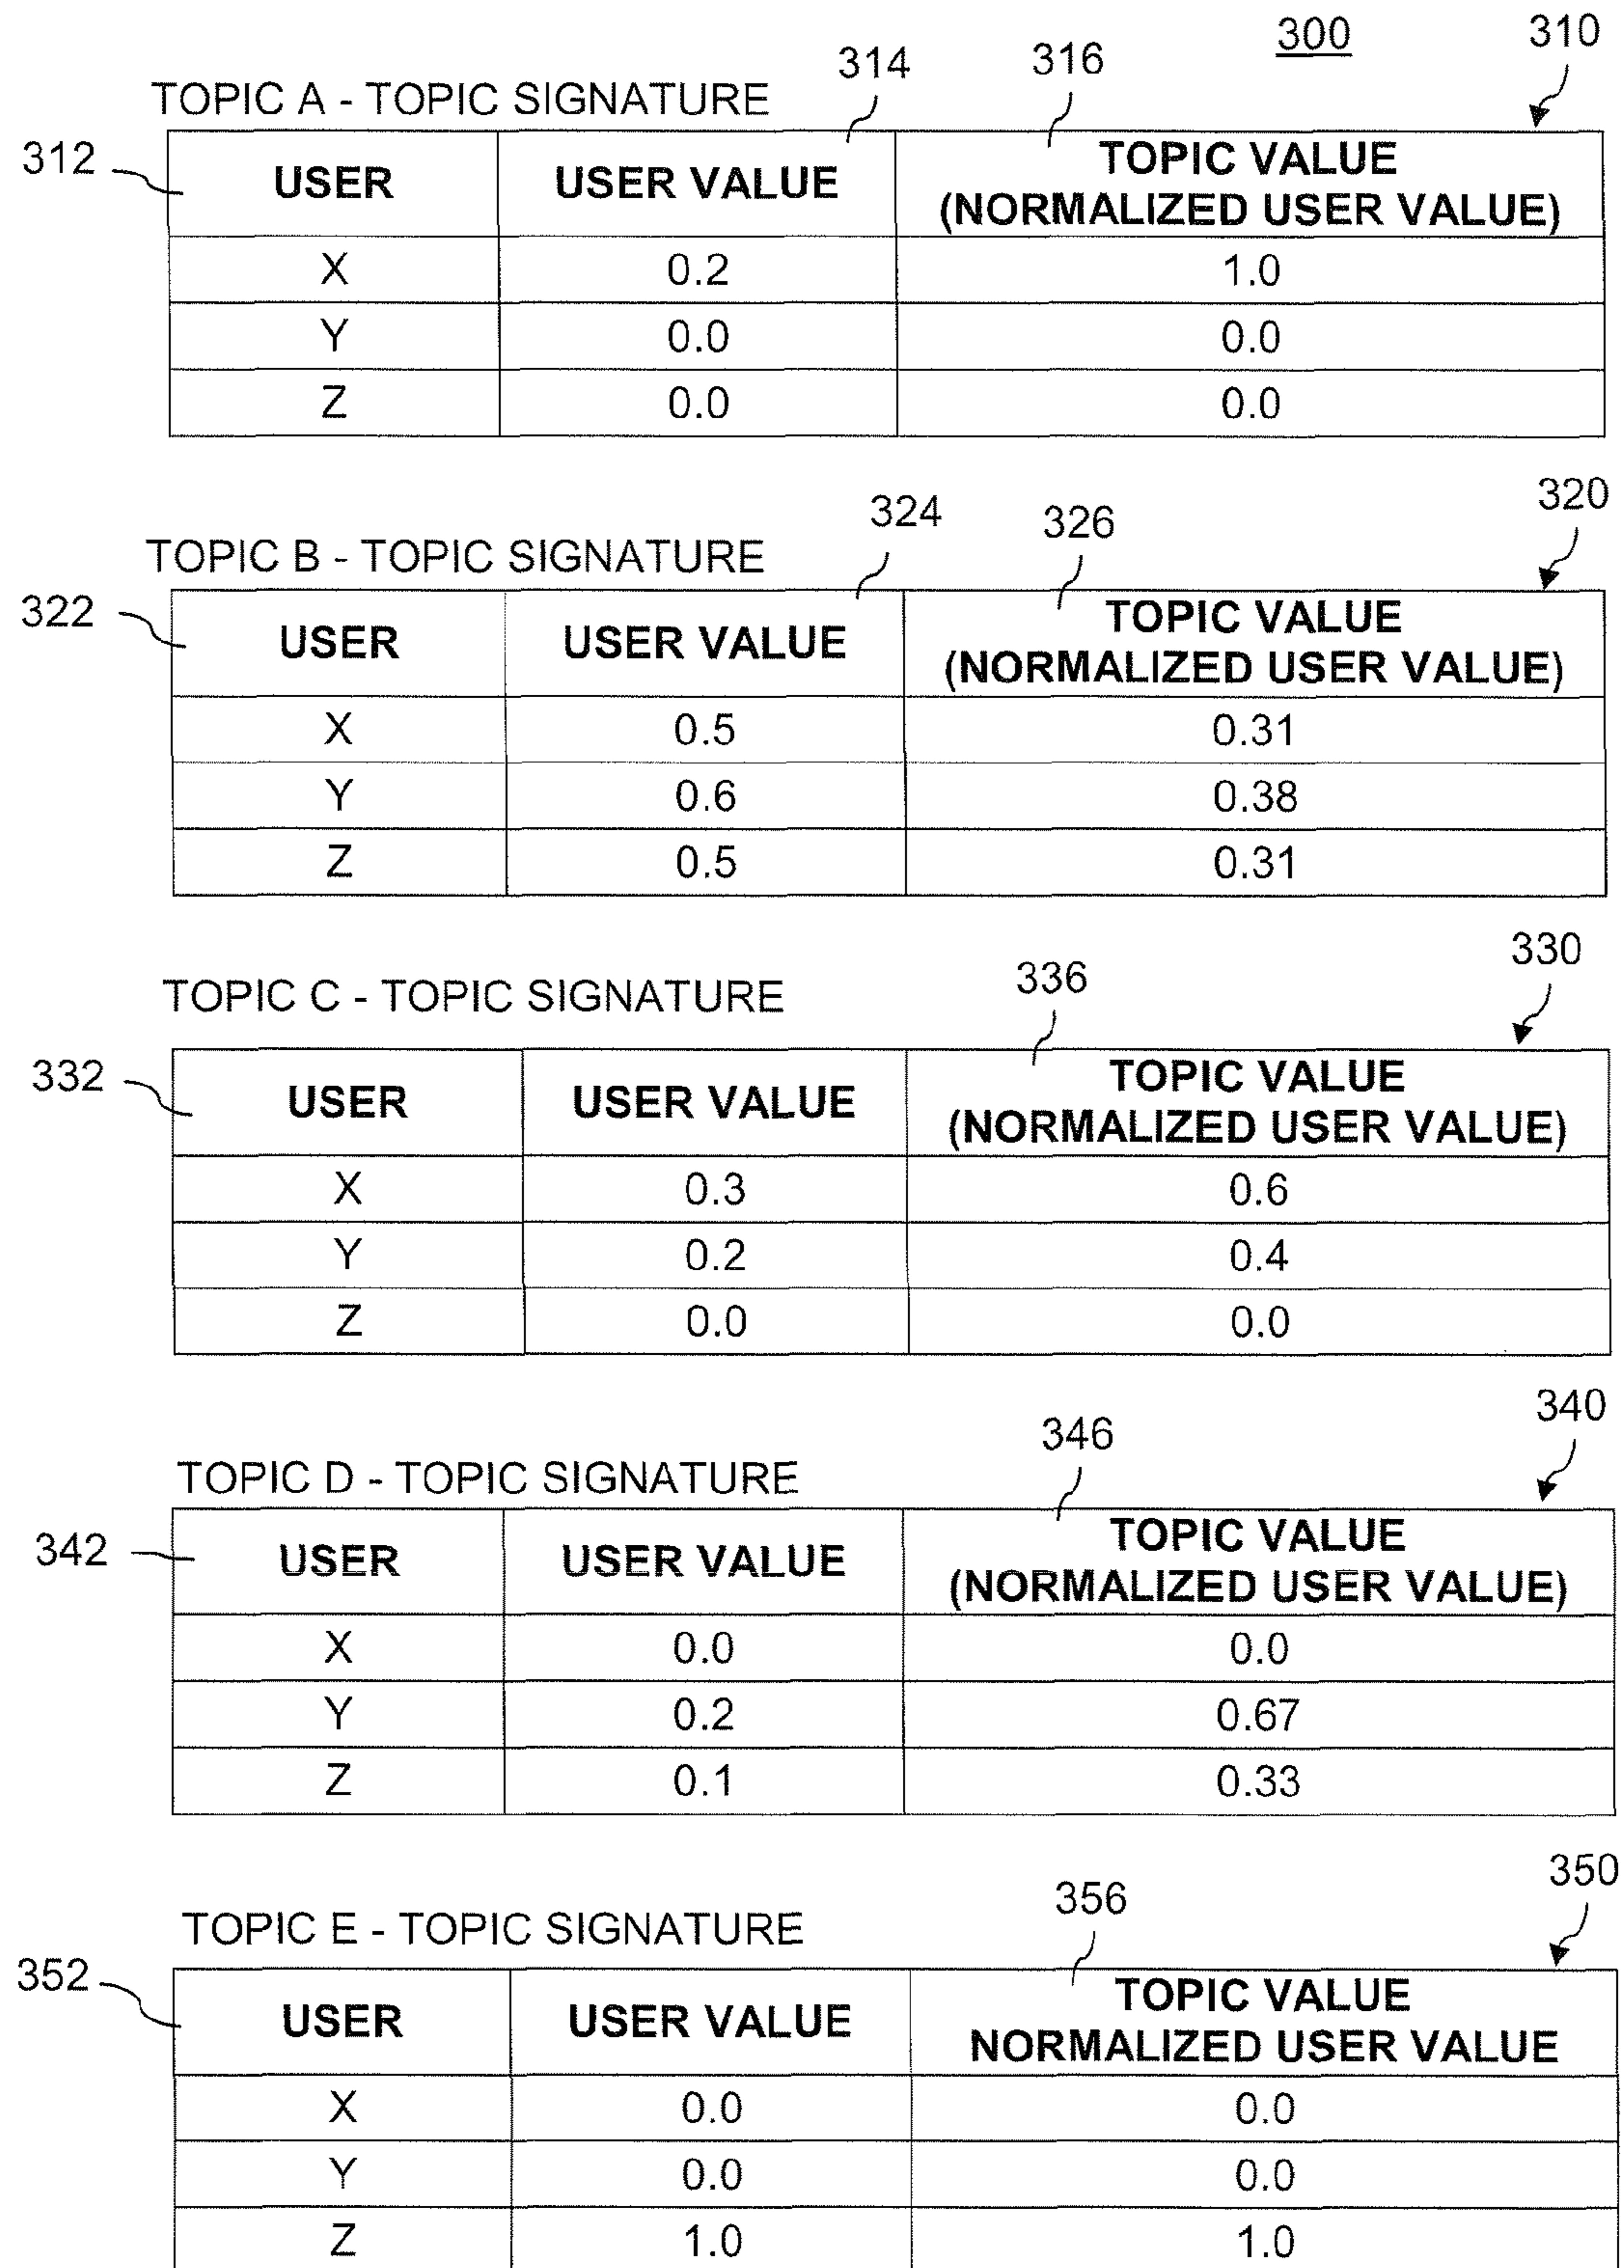 300
310
314
316
TOPIC A - TOPIC SIGNATURE
312
USER
USER VALUE
TOPIC VALUE
(NORMALIZED USER VALUE)
X 0.2 1.0
Y 0.0 0.0
Z 0.0 0.0
320
324
326
TOPIC B - TOPIC SIGNATURE
322
USER
USER VALUE
TOPIC VALUE
(NORMALIZED USER VALUE)
X 0.5 0.31
Y 0.6 0.38
Z 0.5 0.31
330
336
TOPIC C - TOPIC SIGNATURE
332
USER
USER VALUE
TOPIC VALUE
(NORMALIZED USER VALUE)
X 0.3 0.6
Y 0.2 0.4
Z 0.0 0.0
340
346
TOPIC D - TOPIC SIGNATURE
342
USER
USER VALUE
TOPIC VALUE
(NORMALIZED USER VALUE)
X 0.0 0.0
Y 0.2 0.67
Z 0.1 0.33
350
356
TOPIC E - TOPIC SIGNATURE
352
USER
USER VALUE
TOPIC VALUE
NORMALIZED USER VALUE
X 0.0 0.0
Y 0.0 0.0
Z 1.0 1.0